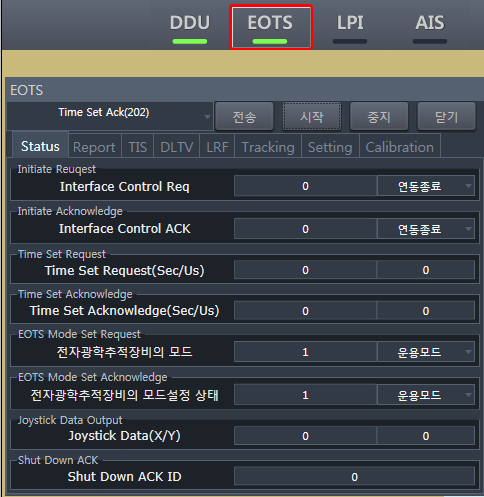 DDU EOTS LPI AIS
EOTS
Time Set Ack(202) 전송 시작 중지 닫기
Status Report TIS DLTV LRF Tracking Setting Calibration
Initiate Reuqest
Interface Control Req 0 연동종료
Initiate Acknowledge
Interface Control ACK 0 연동종료
Time Set Request
Time Set Request(Sec/Us) 0 0
Time Set Acknowledge
Time Set Acknowledge(Sec/Us) 0 0
EOTS Mode Set Request
전자광학추적장비의 모드 1 운용모드
EOTS Mode Set Acknowledge
전자광학추적장비의 모드설정 상태 1 운용모드
Joystick Data Output
Joystick Data(X/Y) 0 0
Shut Down ACK
Shut Down ACK ID 0